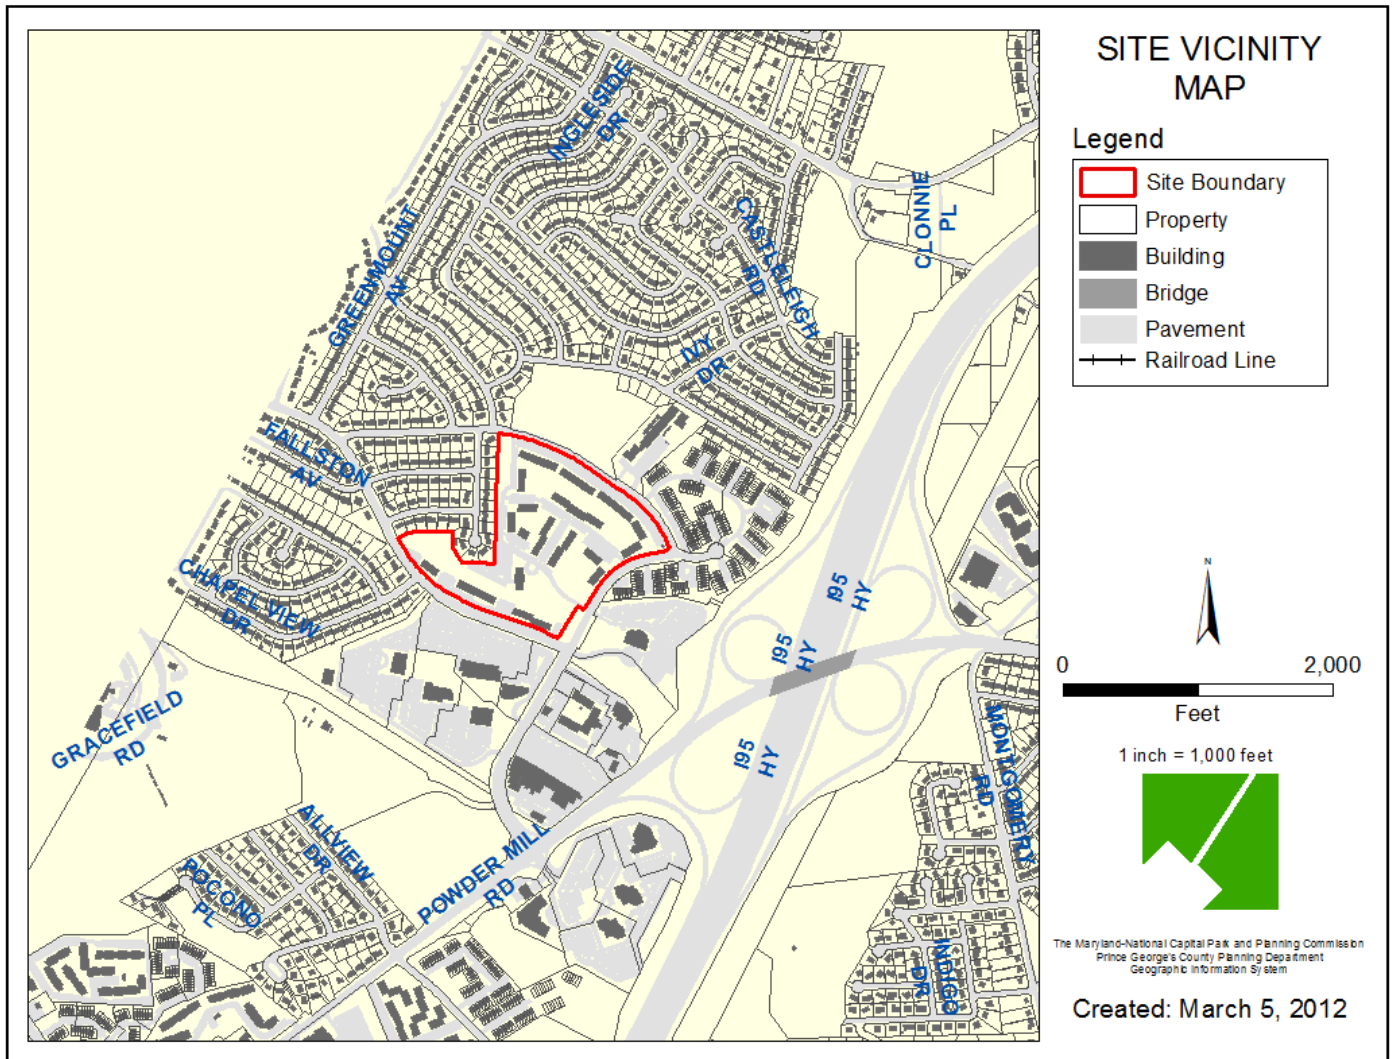 SITE VICINITY
MAP
Legend
Site Boundary
Property
Building
Bridge
Pavement
Railroad Line
N
0 2,000
Feet
1 inch = 1,000 feet
The Maryland-National Capital Park and Planning Commission
Prince George's County Planning Department
Geographic Information System
Created: March 5, 2012
INGLESIDE
DR
GREENMOUNT
AV
CASTLELEIGH
RD
CLONNIE
PL
IVY
DR
FALLSTON
AV
CHAPEL VIEW
DR
GRACEFIELD
RD
I95
HY
I95
HY
I95
HY
MONTGOMERY
RD
ALLVIEW
DR
POCONO
PL
POWDER MILL
RD
INDIGO
DR